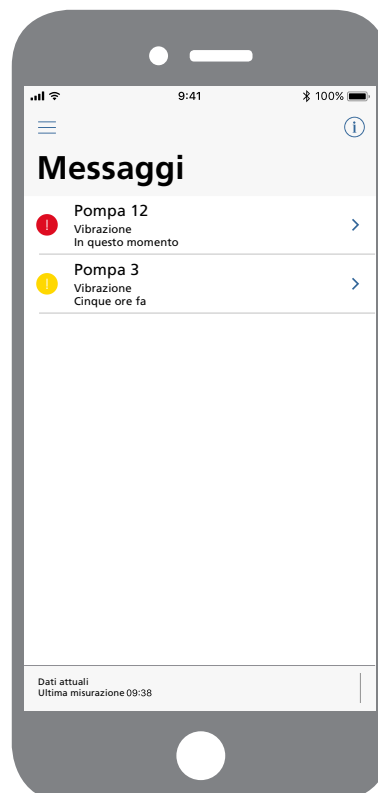 9:41
100%
Messaggi
Pompa 12
Vibrazione
In questo momento
Pompa 3
Vibrazione
Cinque ore fa
Dati attuali
Ultima misurazione 09:38